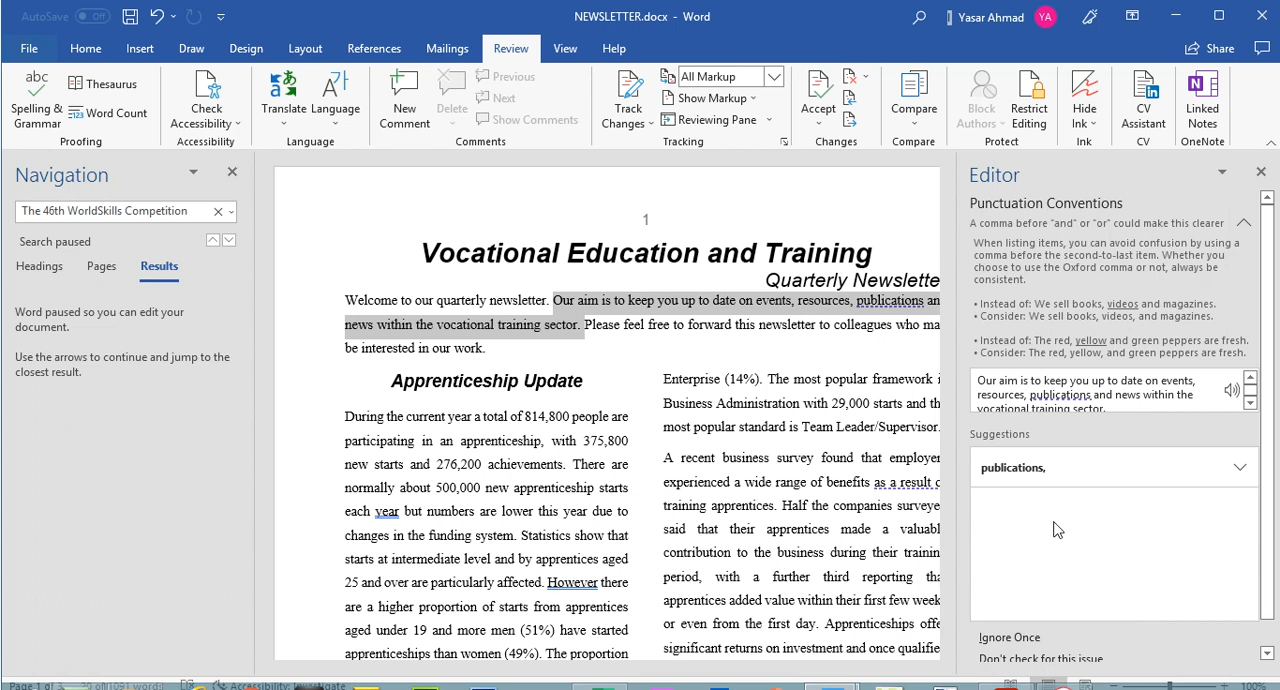 AutoSave Off
NEWSLETTER.docx - Word
Yasar Ahmad YA
File Home Insert Draw Design Layout References Mailings Review View Help
Share
abc
Spelling &
Grammar
Thesaurus
Word Count
Proofing
Check
Accessibility
Accessibility
Translate Language
Language
New
Comment
Delete
Previous
Next
Show Comments
Comments
Track
Changes
All Markup
Show Markup
Reviewing Pane
Tracking
Accept
Changes
Compare
Compare
Block
Authors
Restrict
Editing
Protect
Hide
Ink
Ink
CV
Assistant
CV
Linked
Notes
OneNote
Navigation
The 46th WorldSkills Competition
Search paused
Headings Pages Results
Word paused so you can edit your
document.
Use the arrows to continue and jump to the
closest result.
1
Vocational Education and Training
Quarterly Newslette
Welcome to our quarterly newsletter. Our aim is to keep you up to date on events, resources, publications an
news within the vocational training sector. Please feel free to forward this newsletter to colleagues who ma
be interested in our work.
Apprenticeship Update
During the current year a total of 814,800 people are
participating in an apprenticeship, with 375,800
new starts and 276,200 achievements. There are
normally about 500,000 new apprenticeship starts
each year but numbers are lower this year due to
changes in the funding system. Statistics show that
starts at intermediate level and by apprentices aged
25 and over are particularly affected. However there
are a higher proportion of starts from apprentices
aged under 19 and more men (51%) have started
apprenticeships than women (49%). The proportion
Enterprise (14%). The most popular framework i
Business Administration with 29,000 starts and th
most popular standard is Team Leader/Supervisor.
A recent business survey found that employer
experienced a wide range of benefits as a result o
training apprentices. Half the companies surveye
said that their apprentices made a valuabl
contribution to the business during their trainin
period, with a further third reporting tha
apprentices added value within their first few week
or even from the first day. Apprenticeships offe
significant returns on investment and once qualifie
Editor
Punctuation Conventions
A comma before "and" or "or" could make this clearer
When listing items, you can avoid confusion by using a
comma before the second-to-last item. Whether you
choose to use the Oxford comma or not, always be
consistent.
• Instead of: We sell books, videos and magazines.
• Consider: We sell books, videos, and magazines.
• Instead of: The red, yellow and green peppers are fresh.
• Consider: The red, yellow, and green peppers are fresh.
Our aim is to keep you up to date on events,
resources, publications and news within the
vocational training sector.
Suggestions
publications,
Ignore Once
Don't check for this issue
Page 1 of 3 20 of 1091 words Accessibility: Investigate 100%